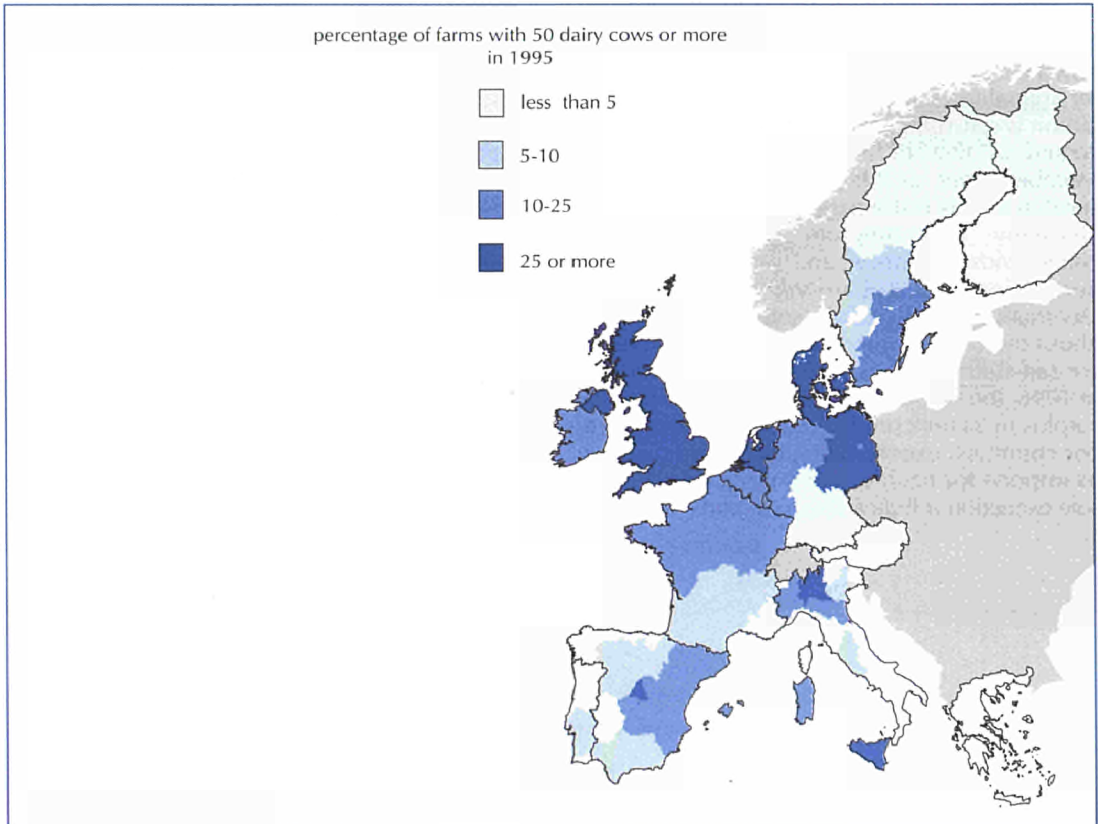 percentage of farms with 50 dairy cows or more
in 1995
less than 5
5-10
10-25
25 or more